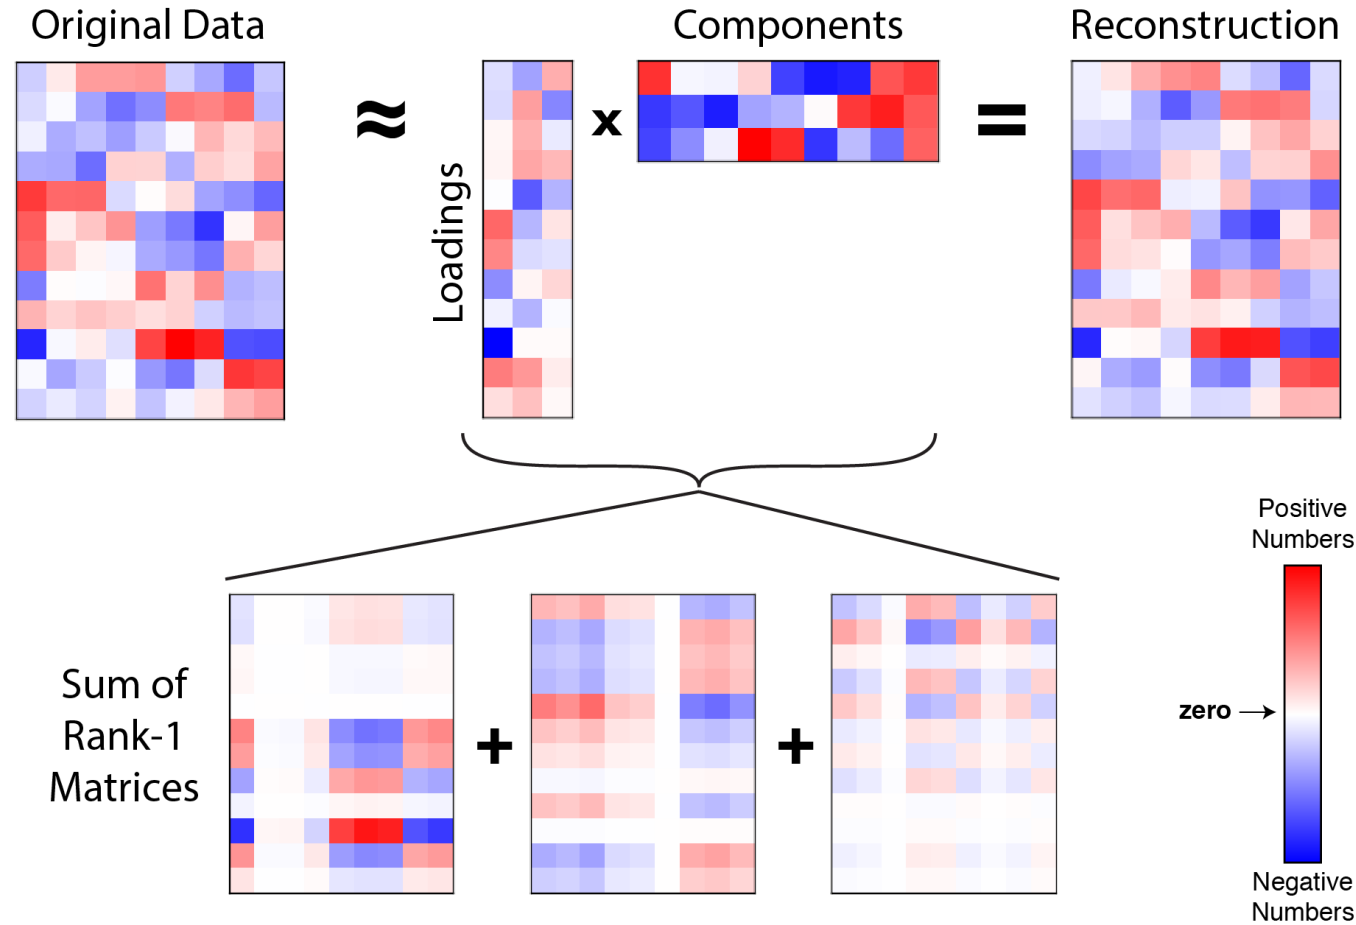 Original Data
Components
Reconstruction
≈
x
=
Loadings
Positive
Numbers
Sum of
Rank-1
Matrices
+
+
zero →
Negative
Numbers